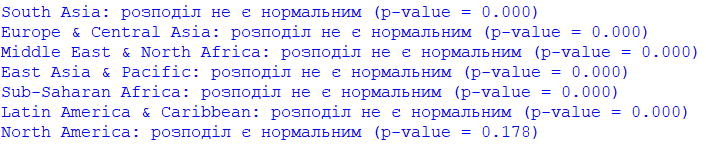 South Asia: розподіл не є нормальним (p-value = 0.000)
Europe & Central Asia: розподіл не є нормальним (p-value = 0.000)
Middle East & North Africa: розподіл не є нормальним (p-value = 0.000)
East Asia & Pacific: розподіл не є нормальним (p-value = 0.000)
Sub-Saharan Africa: розподіл не є нормальним (p-value = 0.000)
Latin America & Caribbean: розподіл не є нормальним (p-value = 0.000)
North America: розподіл є нормальним (p-value = 0.178)